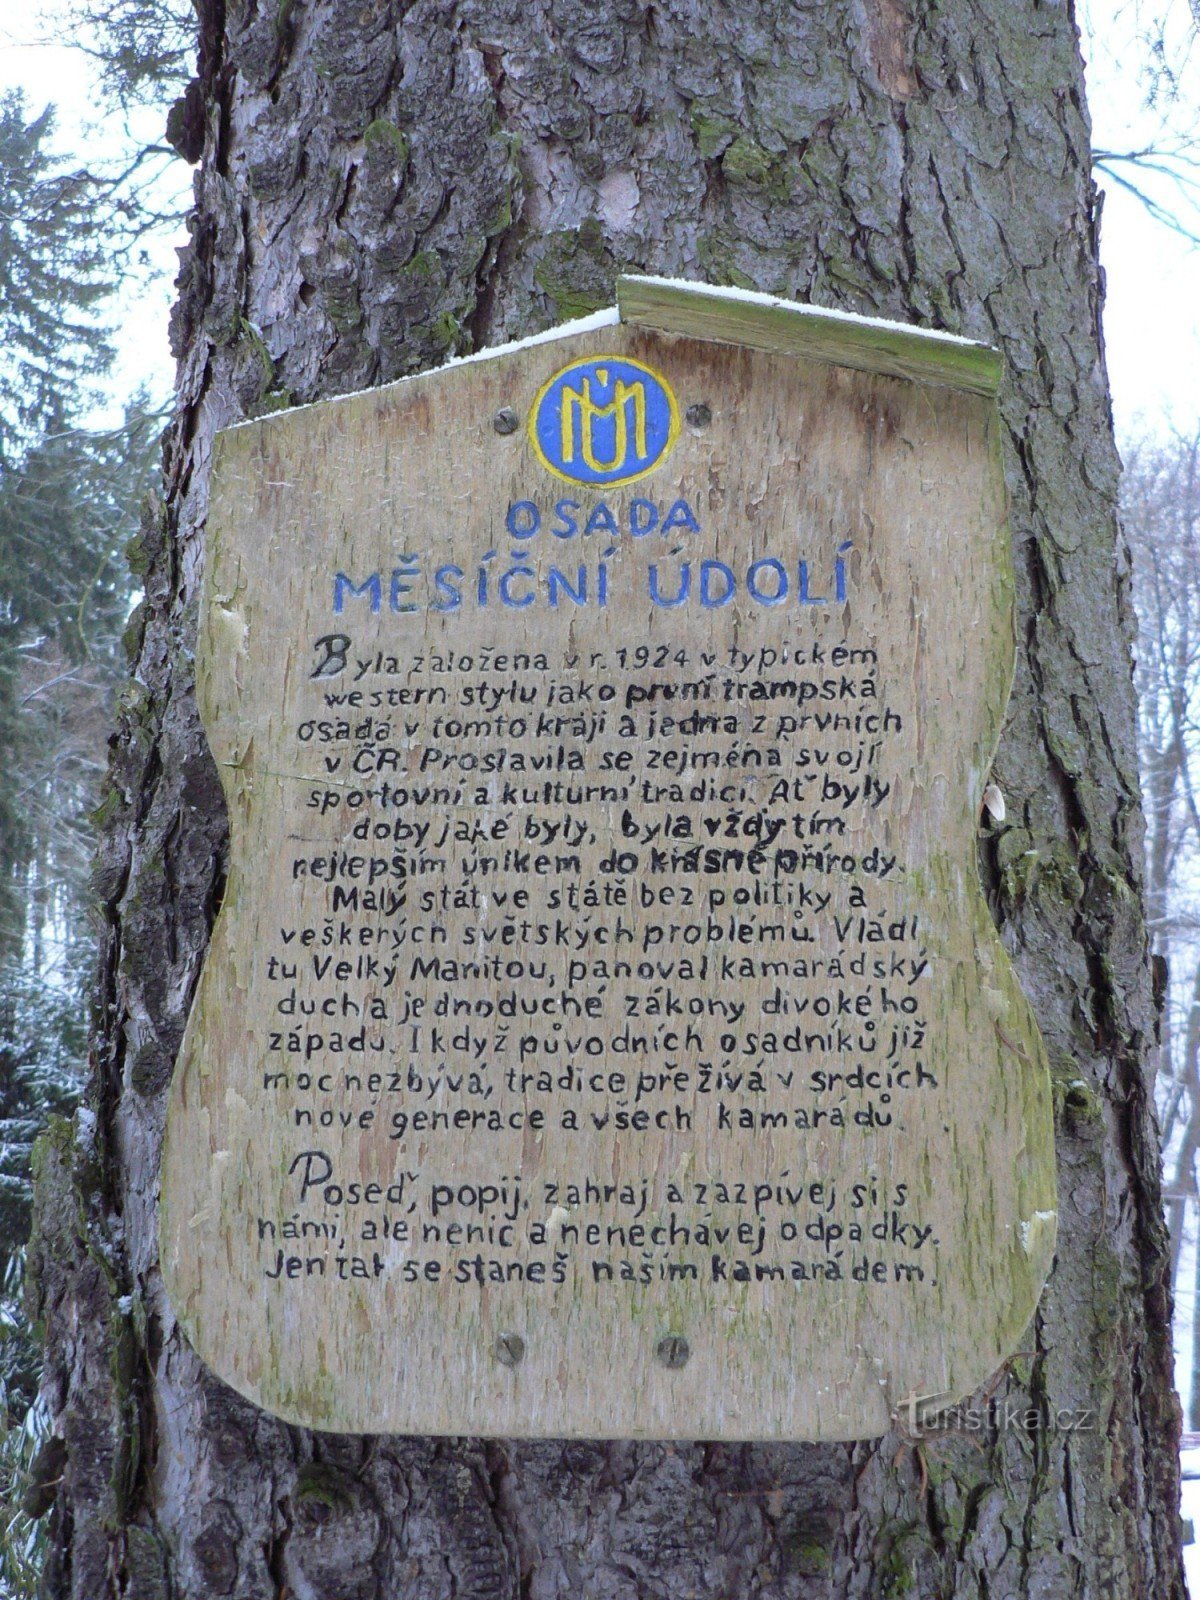 MÚ
OSADA
MĚSÍČNÍ ÚDOLÍ
Byla založena v r. 1924 v typickém
western stylu jako první trampská
osada v tomto kraji a jedna z prvních
v ČR. Proslavila se zejména svojí
sportovní a kulturní tradicí. Ať byly
doby jaké byly, byla vždy tím
nejlepším únikem do krásné přírody.
Malý stát ve státě bez politiky a
veškerých světských problémů. Vládl
tu Velký Manitou, panoval kamarádský
duch a jednoduché zákony divokého
západu. I když původních osadníků již
moc nezbývá, tradice přežívá v srdcích
nové generace a všech kamarádů.
Poseď, popij, zahraj a zazpívej si s
námi, ale nenič a nenechávej odpadky.
Jen tak se staneš naším kamarádem.
Turistika.cz